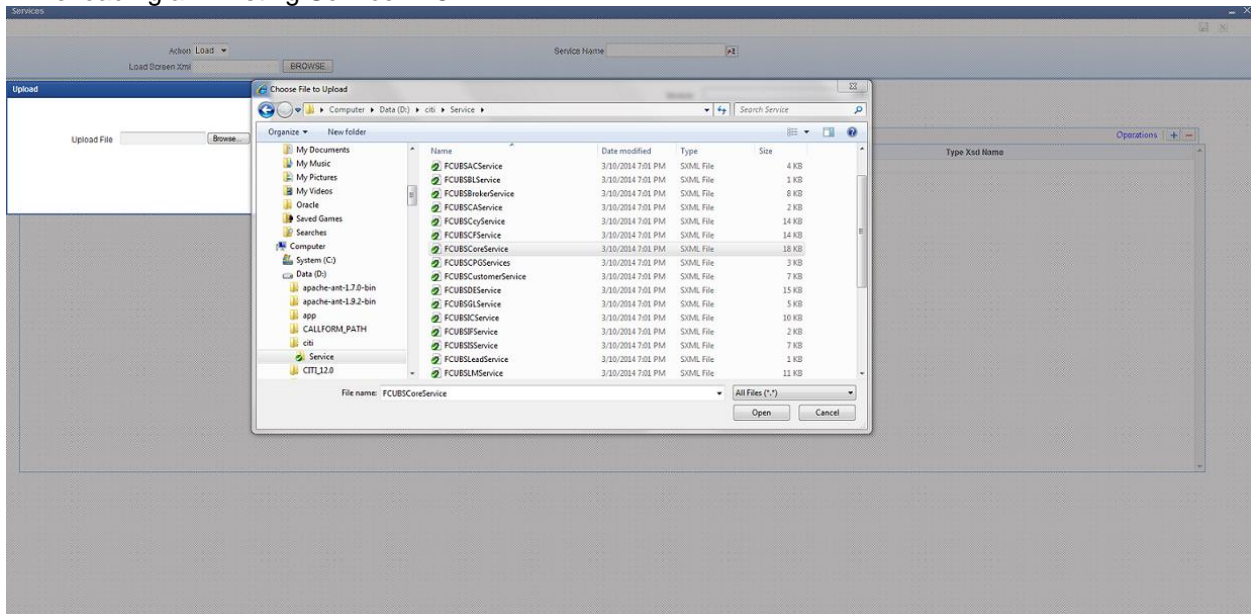 Services
Action Load
Service Name
Load Screen Xml BROWSE
Upload
Upload File Browse...
Choose File to Upload
Computer Data (D:) citi Service
Search Service
Organize New folder
My Documents
My Music
My Pictures
My Videos
Oracle
Saved Games
Searches
Computer
System (C:)
Data (D:)
apache-ant-1.7.0-bin
apache-ant-1.9.2-bin
app
CALLFORM_PATH
citi
Service
CITI_12.0
Name Date modified Type Size
FCUBSACService 3/10/2014 7:01 PM SXML File 4 KB
FCUBSBLService 3/10/2014 7:01 PM SXML File 1 KB
FCUBSBrokerService 3/10/2014 7:01 PM SXML File 8 KB
FCUBSCAService 3/10/2014 7:01 PM SXML File 2 KB
FCUBSCcyService 3/10/2014 7:01 PM SXML File 14 KB
FCUBSCFService 3/10/2014 7:01 PM SXML File 14 KB
FCUBSCoreService 3/10/2014 7:01 PM SXML File 18 KB
FCUBSCPGServices 3/10/2014 7:01 PM SXML File 3 KB
FCUBSCustomerService 3/10/2014 7:01 PM SXML File 7 KB
FCUBSDEService 3/10/2014 7:01 PM SXML File 15 KB
FCUBSGLService 3/10/2014 7:01 PM SXML File 5 KB
FCUBSICService 3/10/2014 7:01 PM SXML File 10 KB
FCUBSIFService 3/10/2014 7:01 PM SXML File 2 KB
FCUBSISService 3/10/2014 7:01 PM SXML File 7 KB
FCUBSLeadService 3/10/2014 7:01 PM SXML File 1 KB
FCUBSLMService 3/10/2014 7:01 PM SXML File 11 KB
File name: FCUBSCoreService All Files (*.*)
Open Cancel
Operations
Type Xsd Name